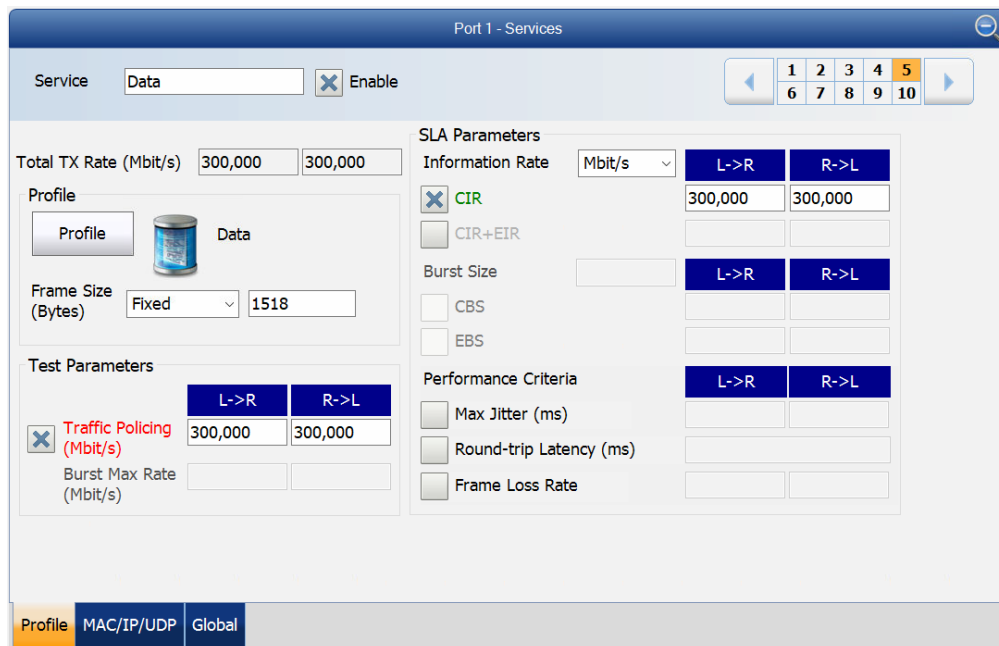 Port 1 - Services
Service Data Enable
1 2 3 4 5
6 7 8 9 10
Total TX Rate (Mbit/s) 300,000 300,000
Profile
Profile Data
Frame Size
(Bytes) Fixed 1518
Test Parameters
L->R R->L
Traffic Policing
(Mbit/s) 300,000 300,000
Burst Max Rate
(Mbit/s)
SLA Parameters
Information Rate Mbit/s L->R R->L
CIR 300,000 300,000
CIR+EIR
Burst Size L->R R->L
CBS
EBS
Performance Criteria L->R R->L
Max Jitter (ms)
Round-trip Latency (ms)
Frame Loss Rate
Profile MAC/IP/UDP Global